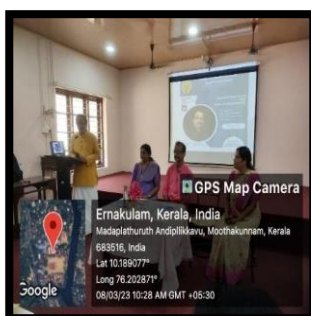 GPS Map Camera
Ernakulam, Kerala, India
Madaplathuruth Andipillikkavu, Moothakunnam, Kerala
683516, India
Lat 10.189077°
Long 76.202871°
08/03/23 10:28 AM GMT +05:30
Google